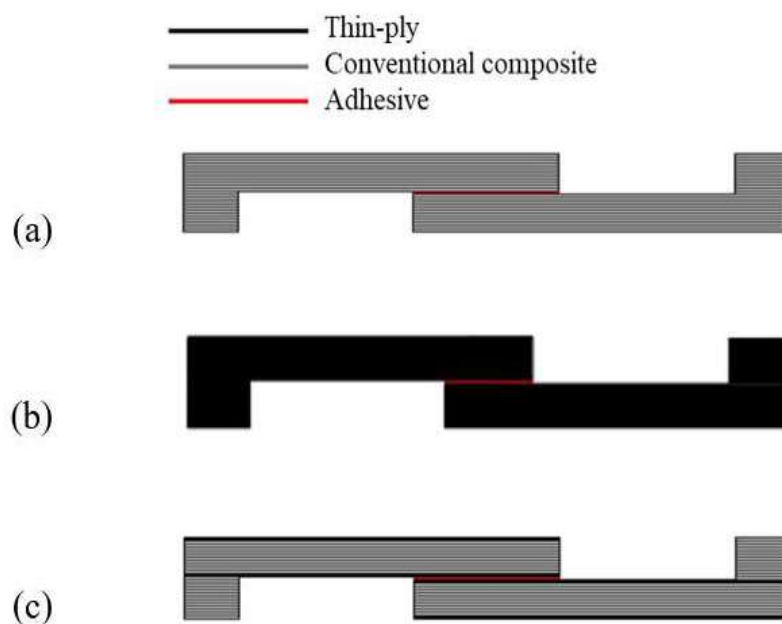 Thin-ply
Conventional composite
Adhesive
(a)
(b)
(c)